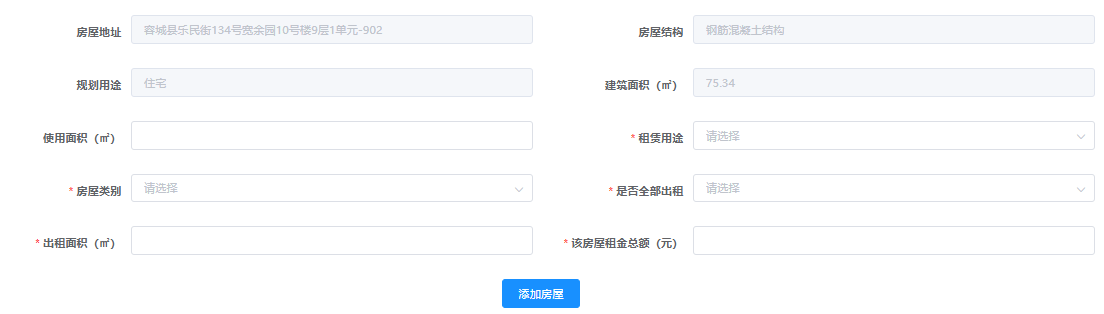 房屋地址 容城县乐民街134号宽余园10号楼9层1单元-902 房屋结构 钢筋混凝土结构
规划用途 住宅 建筑面积（㎡） 75.34
使用面积（㎡） * 租赁用途 请选择
* 房屋类别 请选择 * 是否全部出租 请选择
* 出租面积（㎡） * 该房屋租金总额（元）
添加房屋